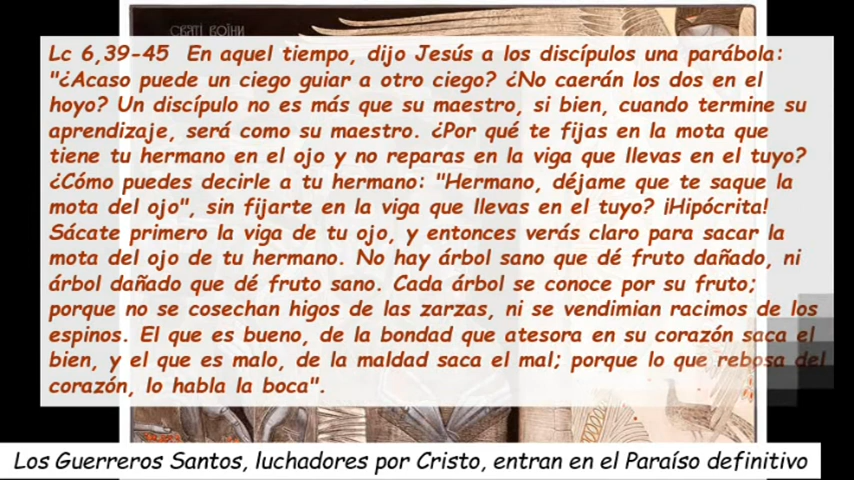 СВЯТІ ВОЇНИ
Lc 6,39-45 En aquel tiempo, dijo Jesús a los discípulos una parábola:
"¿Acaso puede un ciego guiar a otro ciego? ¿No caerán los dos en el
hoyo? Un discípulo no es más que su maestro, si bien, cuando termine su
aprendizaje, será como su maestro. ¿Por qué te fijas en la mota que
tiene tu hermano en el ojo y no reparas en la viga que llevas en el tuyo?
¿Cómo puedes decirle a tu hermano: "Hermano, déjame que te saque la
mota del ojo", sin fijarte en la viga que llevas en el tuyo? ¡Hipócrita!
Sácate primero la viga de tu ojo, y entonces verás claro para sacar la
mota del ojo de tu hermano. No hay árbol sano que dé fruto dañado, ni
árbol dañado que dé fruto sano. Cada árbol se conoce por su fruto;
porque no se cosechan higos de las zarzas, ni se vendimian racimos de los
espinos. El que es bueno, de la bondad que atesora en su corazón saca el
bien, y el que es malo, de la maldad saca el mal; porque lo que rebosa del
corazón, lo habla la boca".
Los Guerreros Santos, luchadores por Cristo, entran en el Paraíso definitivo